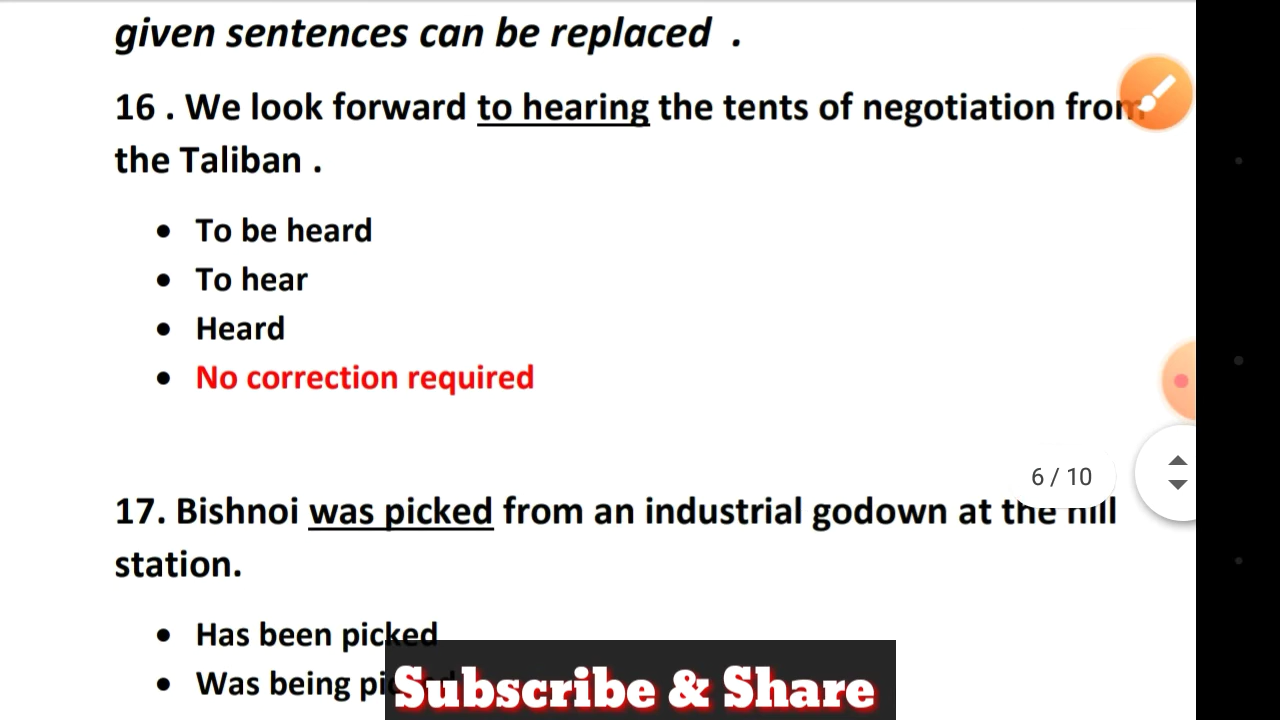 given sentences can be replaced .
16 . We look forward to hearing the tents of negotiation from
the Taliban .
• To be heard
• To hear
• Heard
• No correction required
6 / 10
17. Bishnoi was picked from an industrial godown at the hill
station.
• Has been picked
• Was being
Subscribe & Share